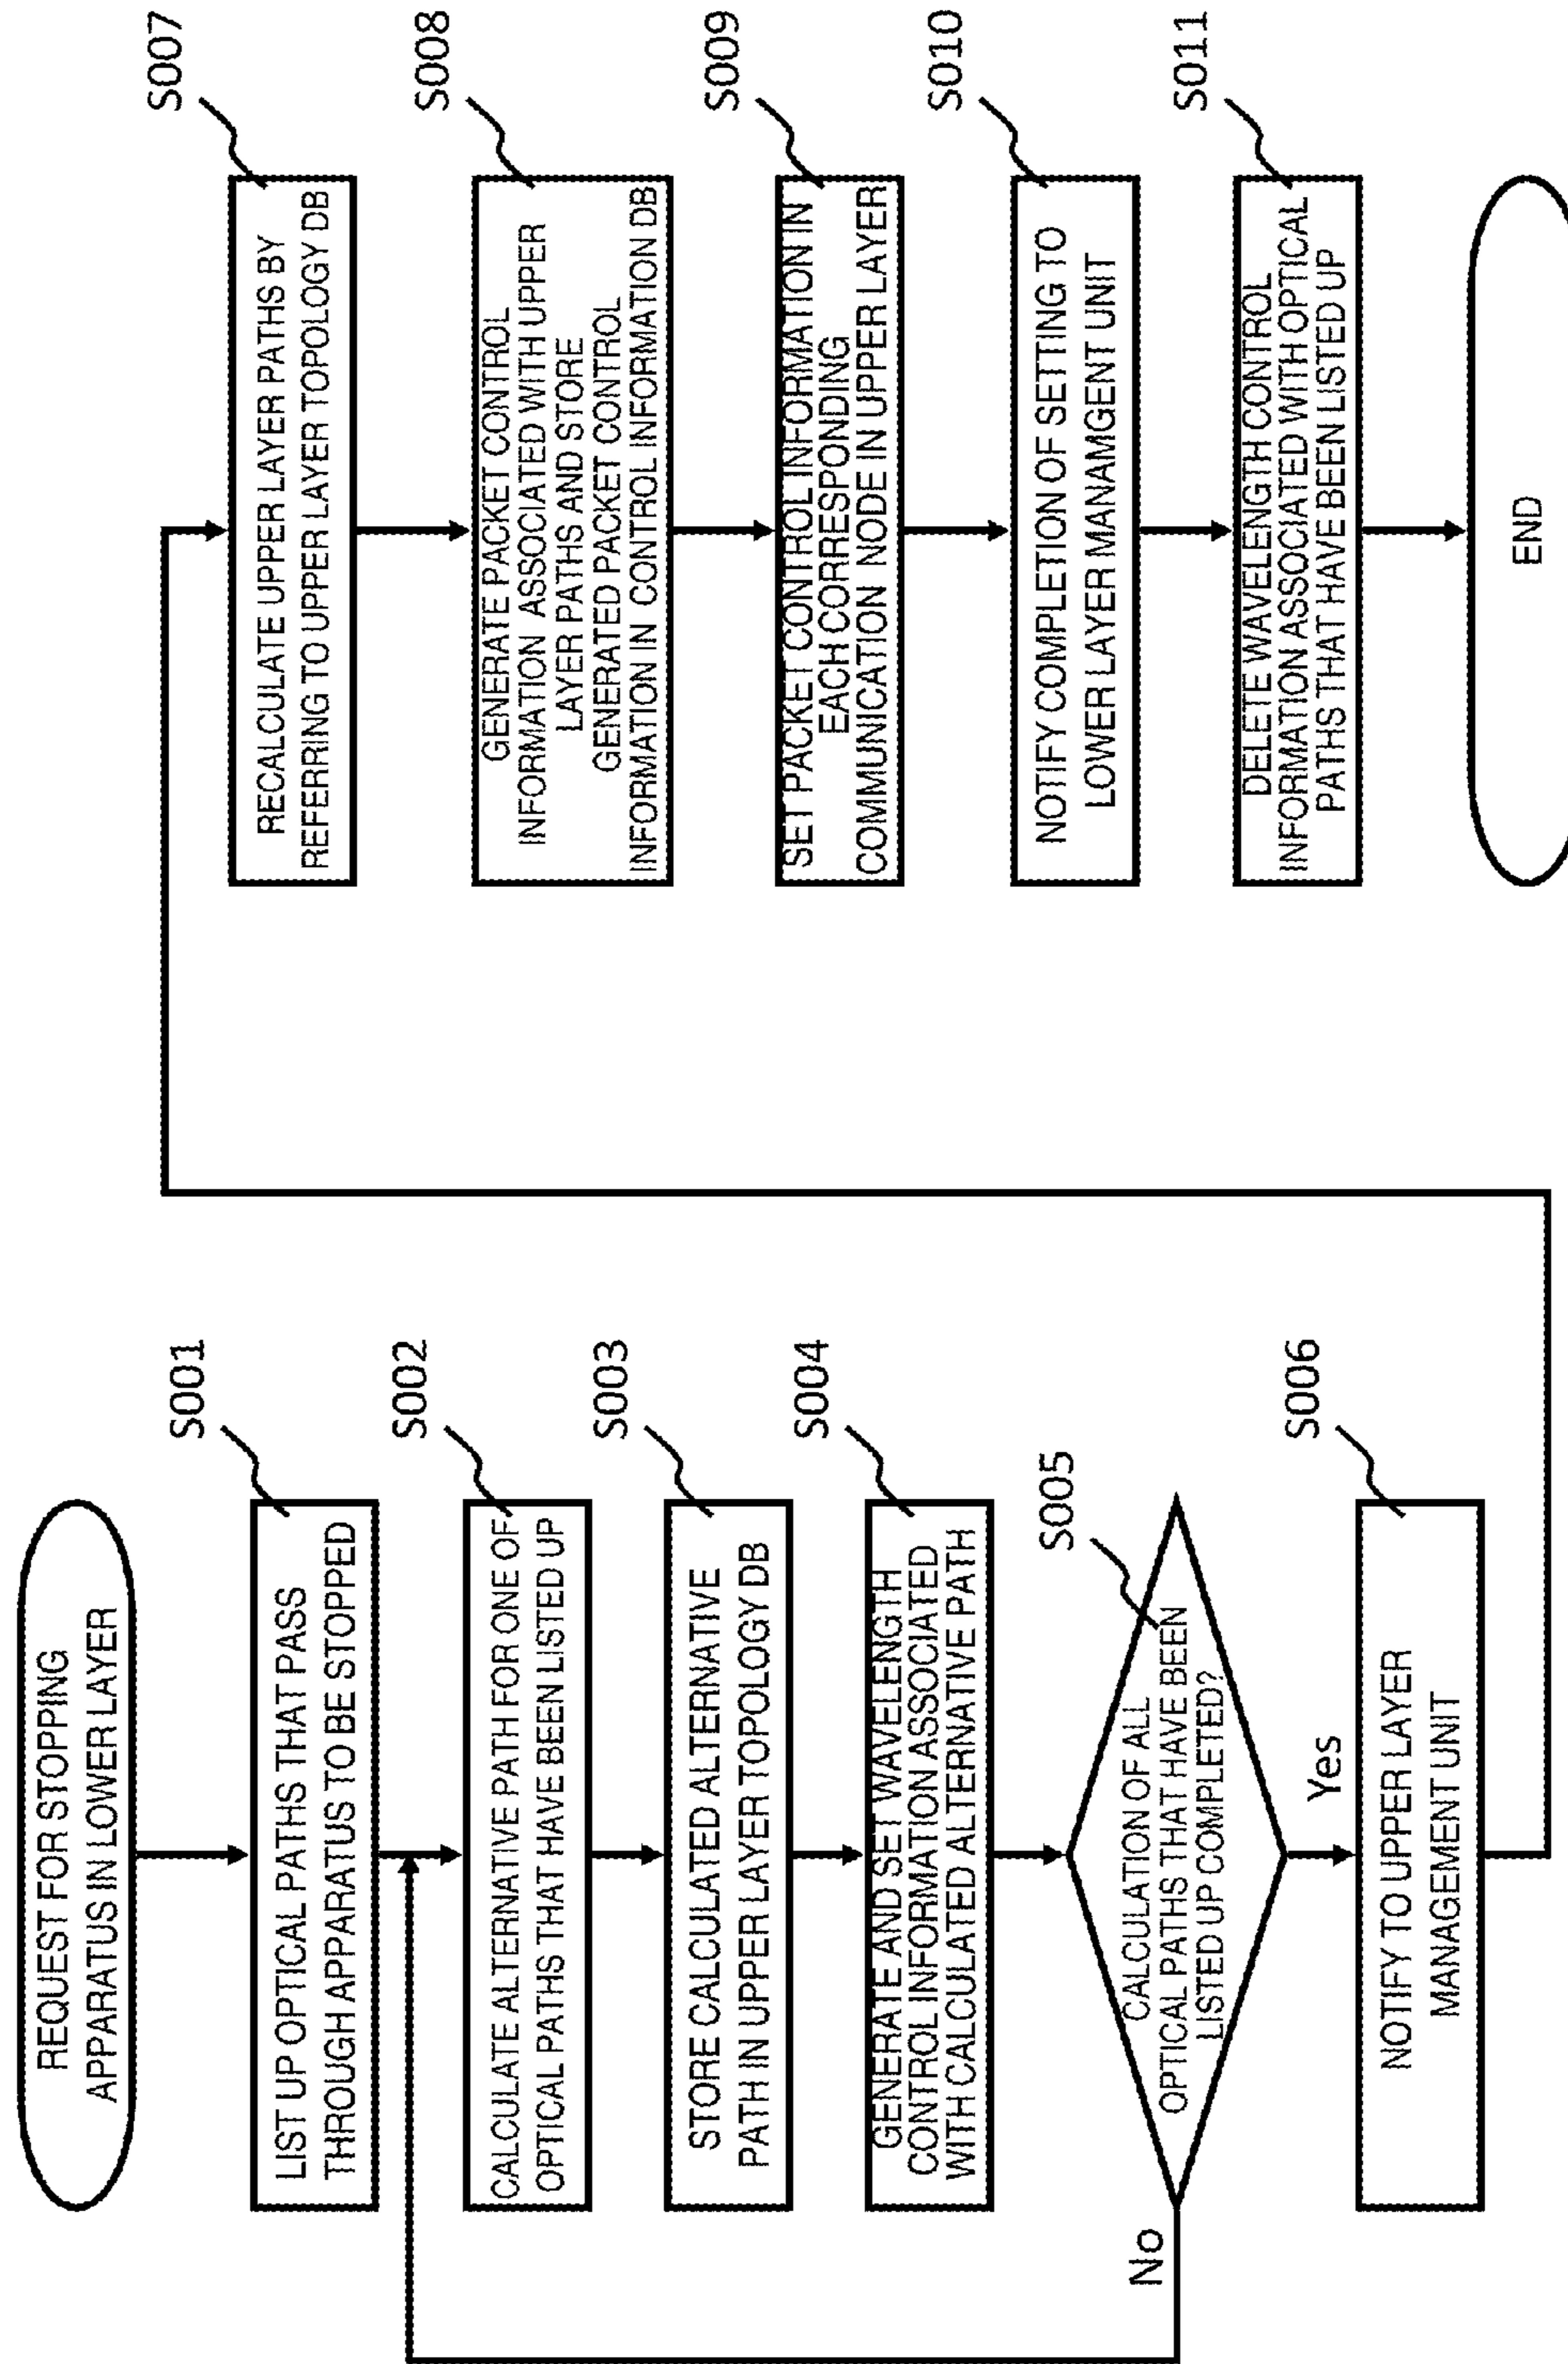 REQUEST FOR STOPPING
APPARATUS IN LOWER LAYER
S001
LIST UP OPTICAL PATHS THAT PASS
THROUGH APPARATUS TO BE STOPPED
S002
CALCULATE ALTERNATIVE PATH FOR ONE OF
OPTICAL PATHS THAT HAVE BEEN LISTED UP
S003
STORE CALCULATED ALTERNATIVE
PATH IN UPPER LAYER TOPOLOGY DB
S004
GENERATE AND SET WAVELENGTH
CONTROL INFORMATION ASSOCIATED
WITH CALCULATED ALTERNATIVE PATH
S005
CALCULATION OF ALL
OPTICAL PATHS THAT HAVE BEEN
LISTED UP COMPLETED?
No
Yes
S006
NOTIFY TO UPPER LAYER
MANAGEMENT UNIT
S007
RECALCULATE UPPER LAYER PATHS BY
REFERRING TO UPPER LAYER TOPOLOGY DB
S008
GENERATE PACKET CONTROL
INFORMATION ASSOCIATED WITH UPPER
LAYER PATHS AND STORE
GENERATED PACKET CONTROL
INFORMATION IN CONTROL INFORMATION DB
S009
SET PACKET CONTROL INFORMATION IN
EACH CORRESPONDING
COMMUNICATION NODE IN UPPER LAYER
S010
NOTIFY COMPLETION OF SETTING TO
LOWER LAYER MANAMGENT UNIT
S011
DELETE WAVELENGTH CONTROL
INFORMATION ASSOCIATED WITH OPTICAL
PATHS THAT HAVE BEEN LISTED UP
END